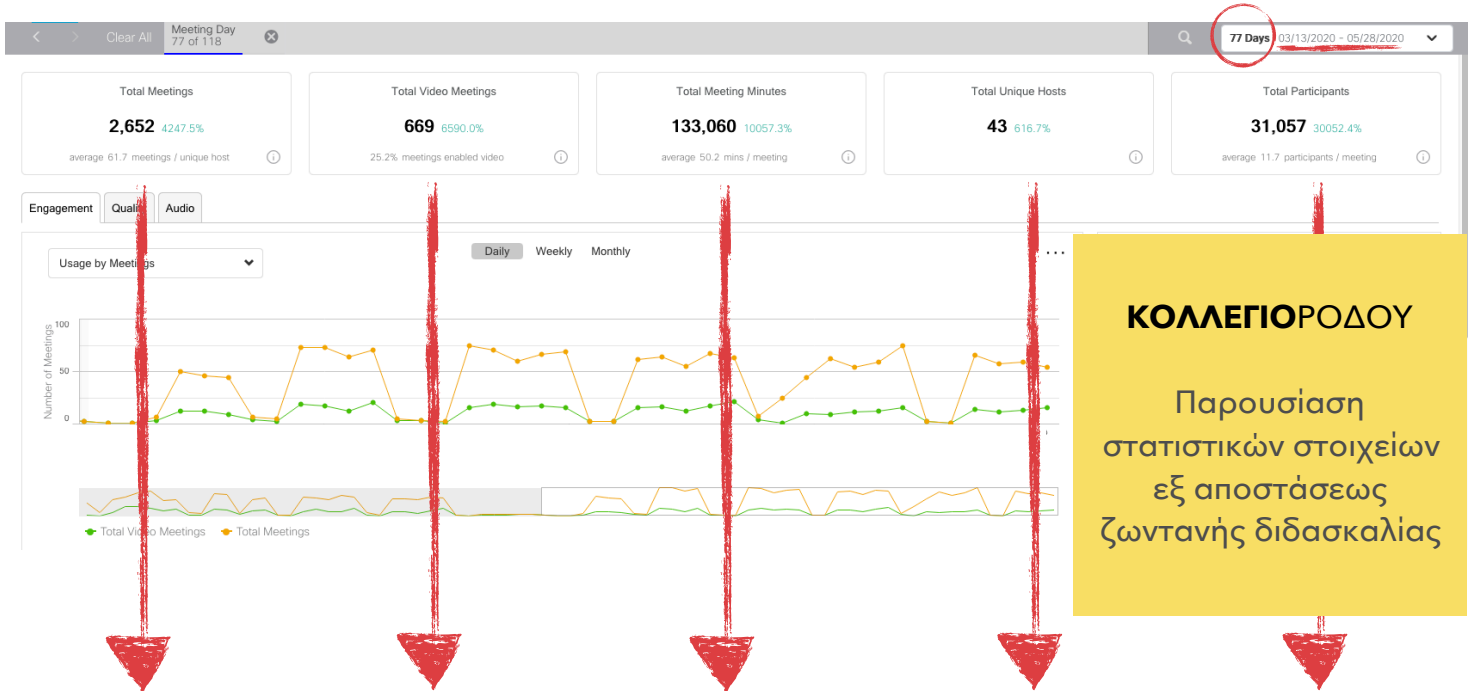 Clear All
Meeting Day
77 of 118
77 Days 03/13/2020 - 05/28/2020
Total Meetings
2,652 4247.5%
average 61.7 meetings / unique host
Total Video Meetings
669 6590.0%
25.2% meetings enabled video
Total Meeting Minutes
133,060 10057.3%
average 50.2 mins / meeting
Total Unique Hosts
43 616.7%
Total Participants
31,057 30052.4%
average 11.7 participants / meeting
Engagement Quality Audio
Usage by Meetings
Daily Weekly Monthly
Number of Meetings
100
50
0
Total Video Meetings Total Meetings
ΚΟΛΛΕΓΙΟΡΟΔΟΥ
Παρουσίαση
στατιστικών στοιχείων
εξ αποστάσεως
ζωντανής διδασκαλίας